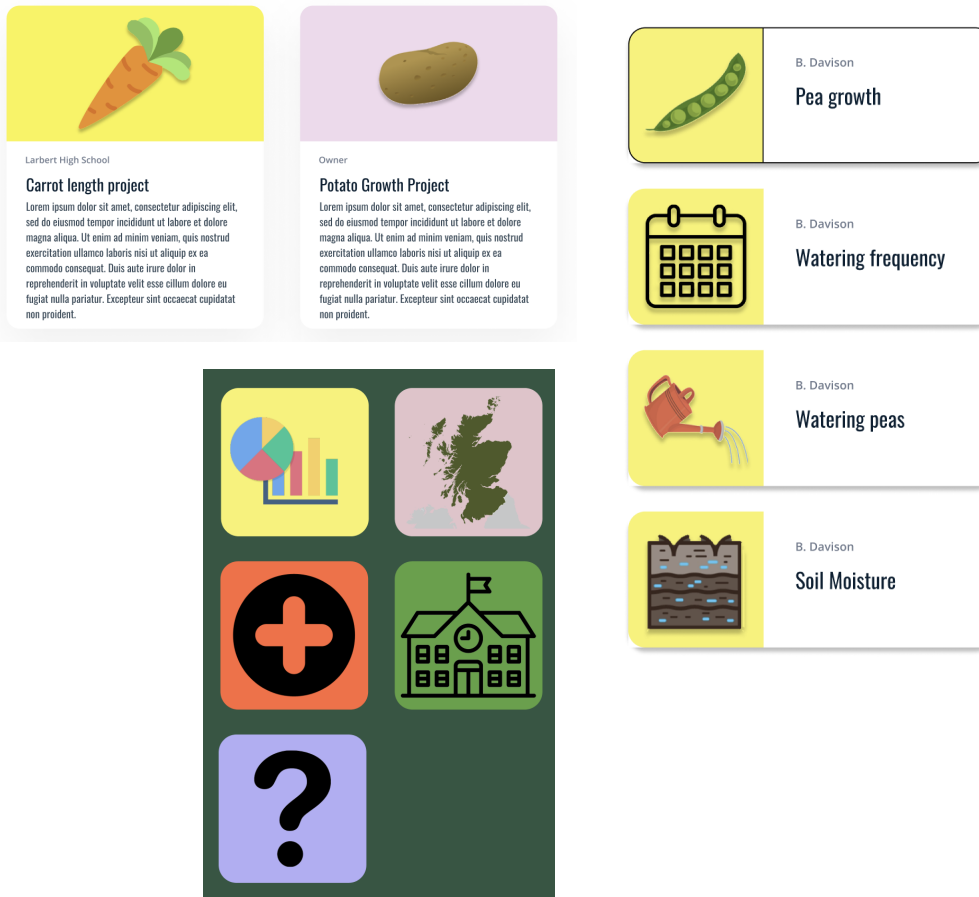 Larbert High School
Carrot length project
Lorem ipsum dolor sit amet, consectetur adipiscing elit,
sed do eiusmod tempor incididunt ut labore et dolore
magna aliqua. Ut enim ad minim veniam, quis nostrud
exercitation ullamco laboris nisi ut aliquip ex ea
commodo consequat. Duis aute irure dolor in
reprehenderit in voluptate velit esse cillum dolore eu
fugiat nulla pariatur. Excepteur sint occaecat cupidatat
non proident.
Owner
Potato Growth Project
Lorem ipsum dolor sit amet, consectetur adipiscing elit,
sed do eiusmod tempor incididunt ut labore et dolore
magna aliqua. Ut enim ad minim veniam, quis nostrud
exercitation ullamco laboris nisi ut aliquip ex ea
commodo consequat. Duis aute irure dolor in
reprehenderit in voluptate velit esse cillum dolore eu
fugiat nulla pariatur. Excepteur sint occaecat cupidatat
non proident.
B. Davison
Pea growth
B. Davison
Watering frequency
B. Davison
Watering peas
B. Davison
Soil Moisture
?